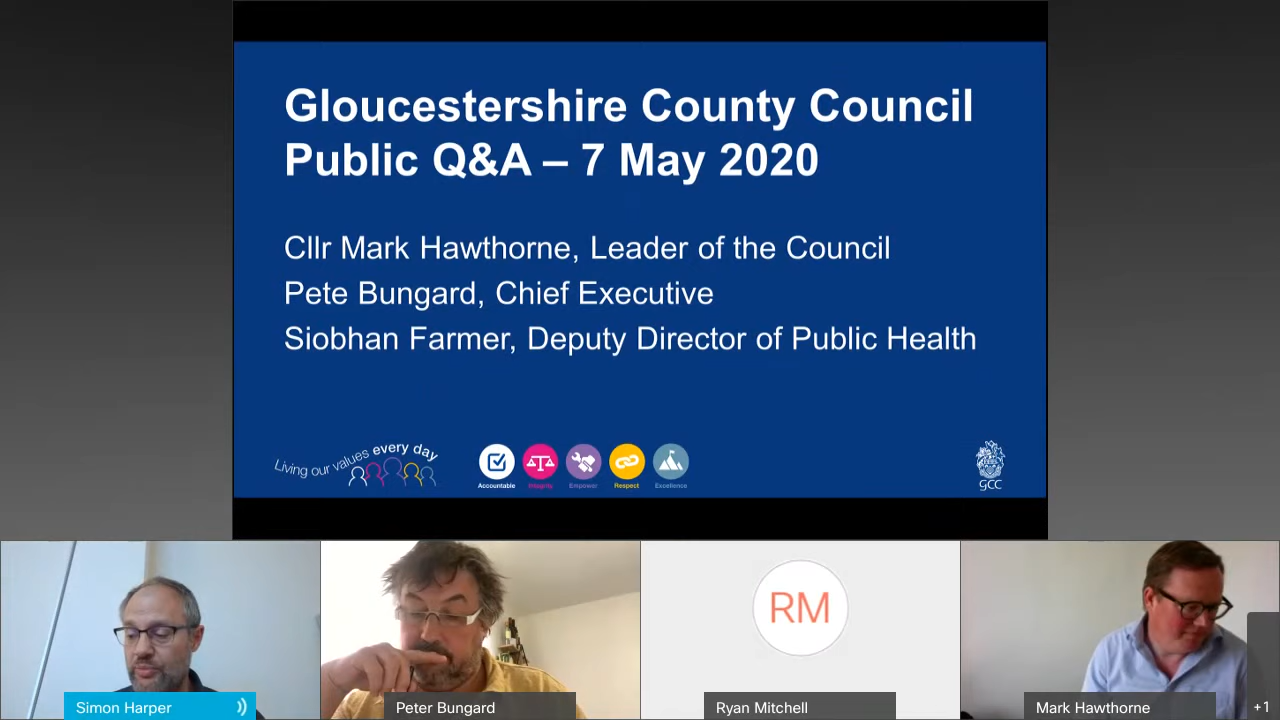 Gloucestershire County Council
Public Q&A – 7 May 2020
Cllr Mark Hawthorne, Leader of the Council
Pete Bungard, Chief Executive
Siobhan Farmer, Deputy Director of Public Health
Living our values every day
Accountable
Integrity
Empower
Respect
Excellence
GCC
RM
Simon Harper
Peter Bungard
Ryan Mitchell
Mark Hawthorne
+1